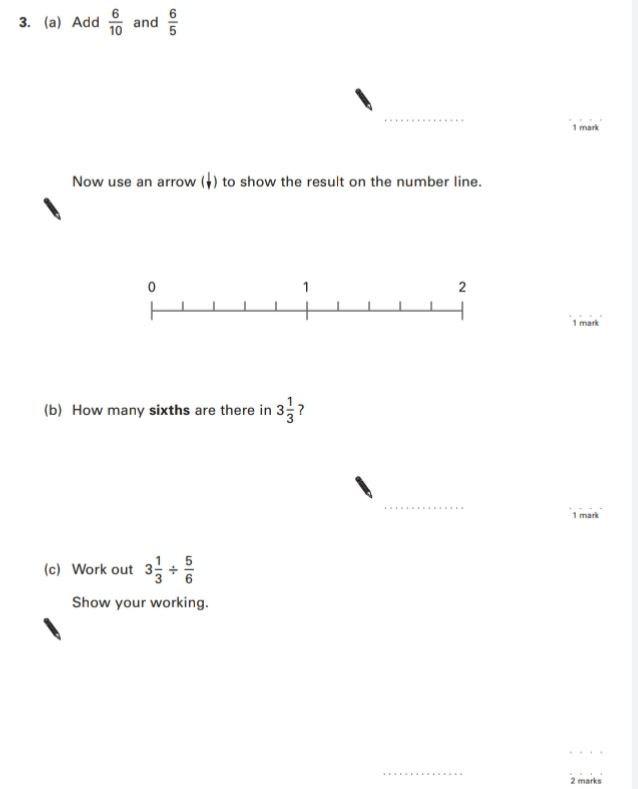 3. (a) Add 6/10 and 6/5
1 mark
Now use an arrow (↓) to show the result on the number line.
0 1 2
1 mark
(b) How many sixths are there in 3 1/3 ?
1 mark
(c) Work out 3 1/3 ÷ 5/6
Show your working.
2 marks